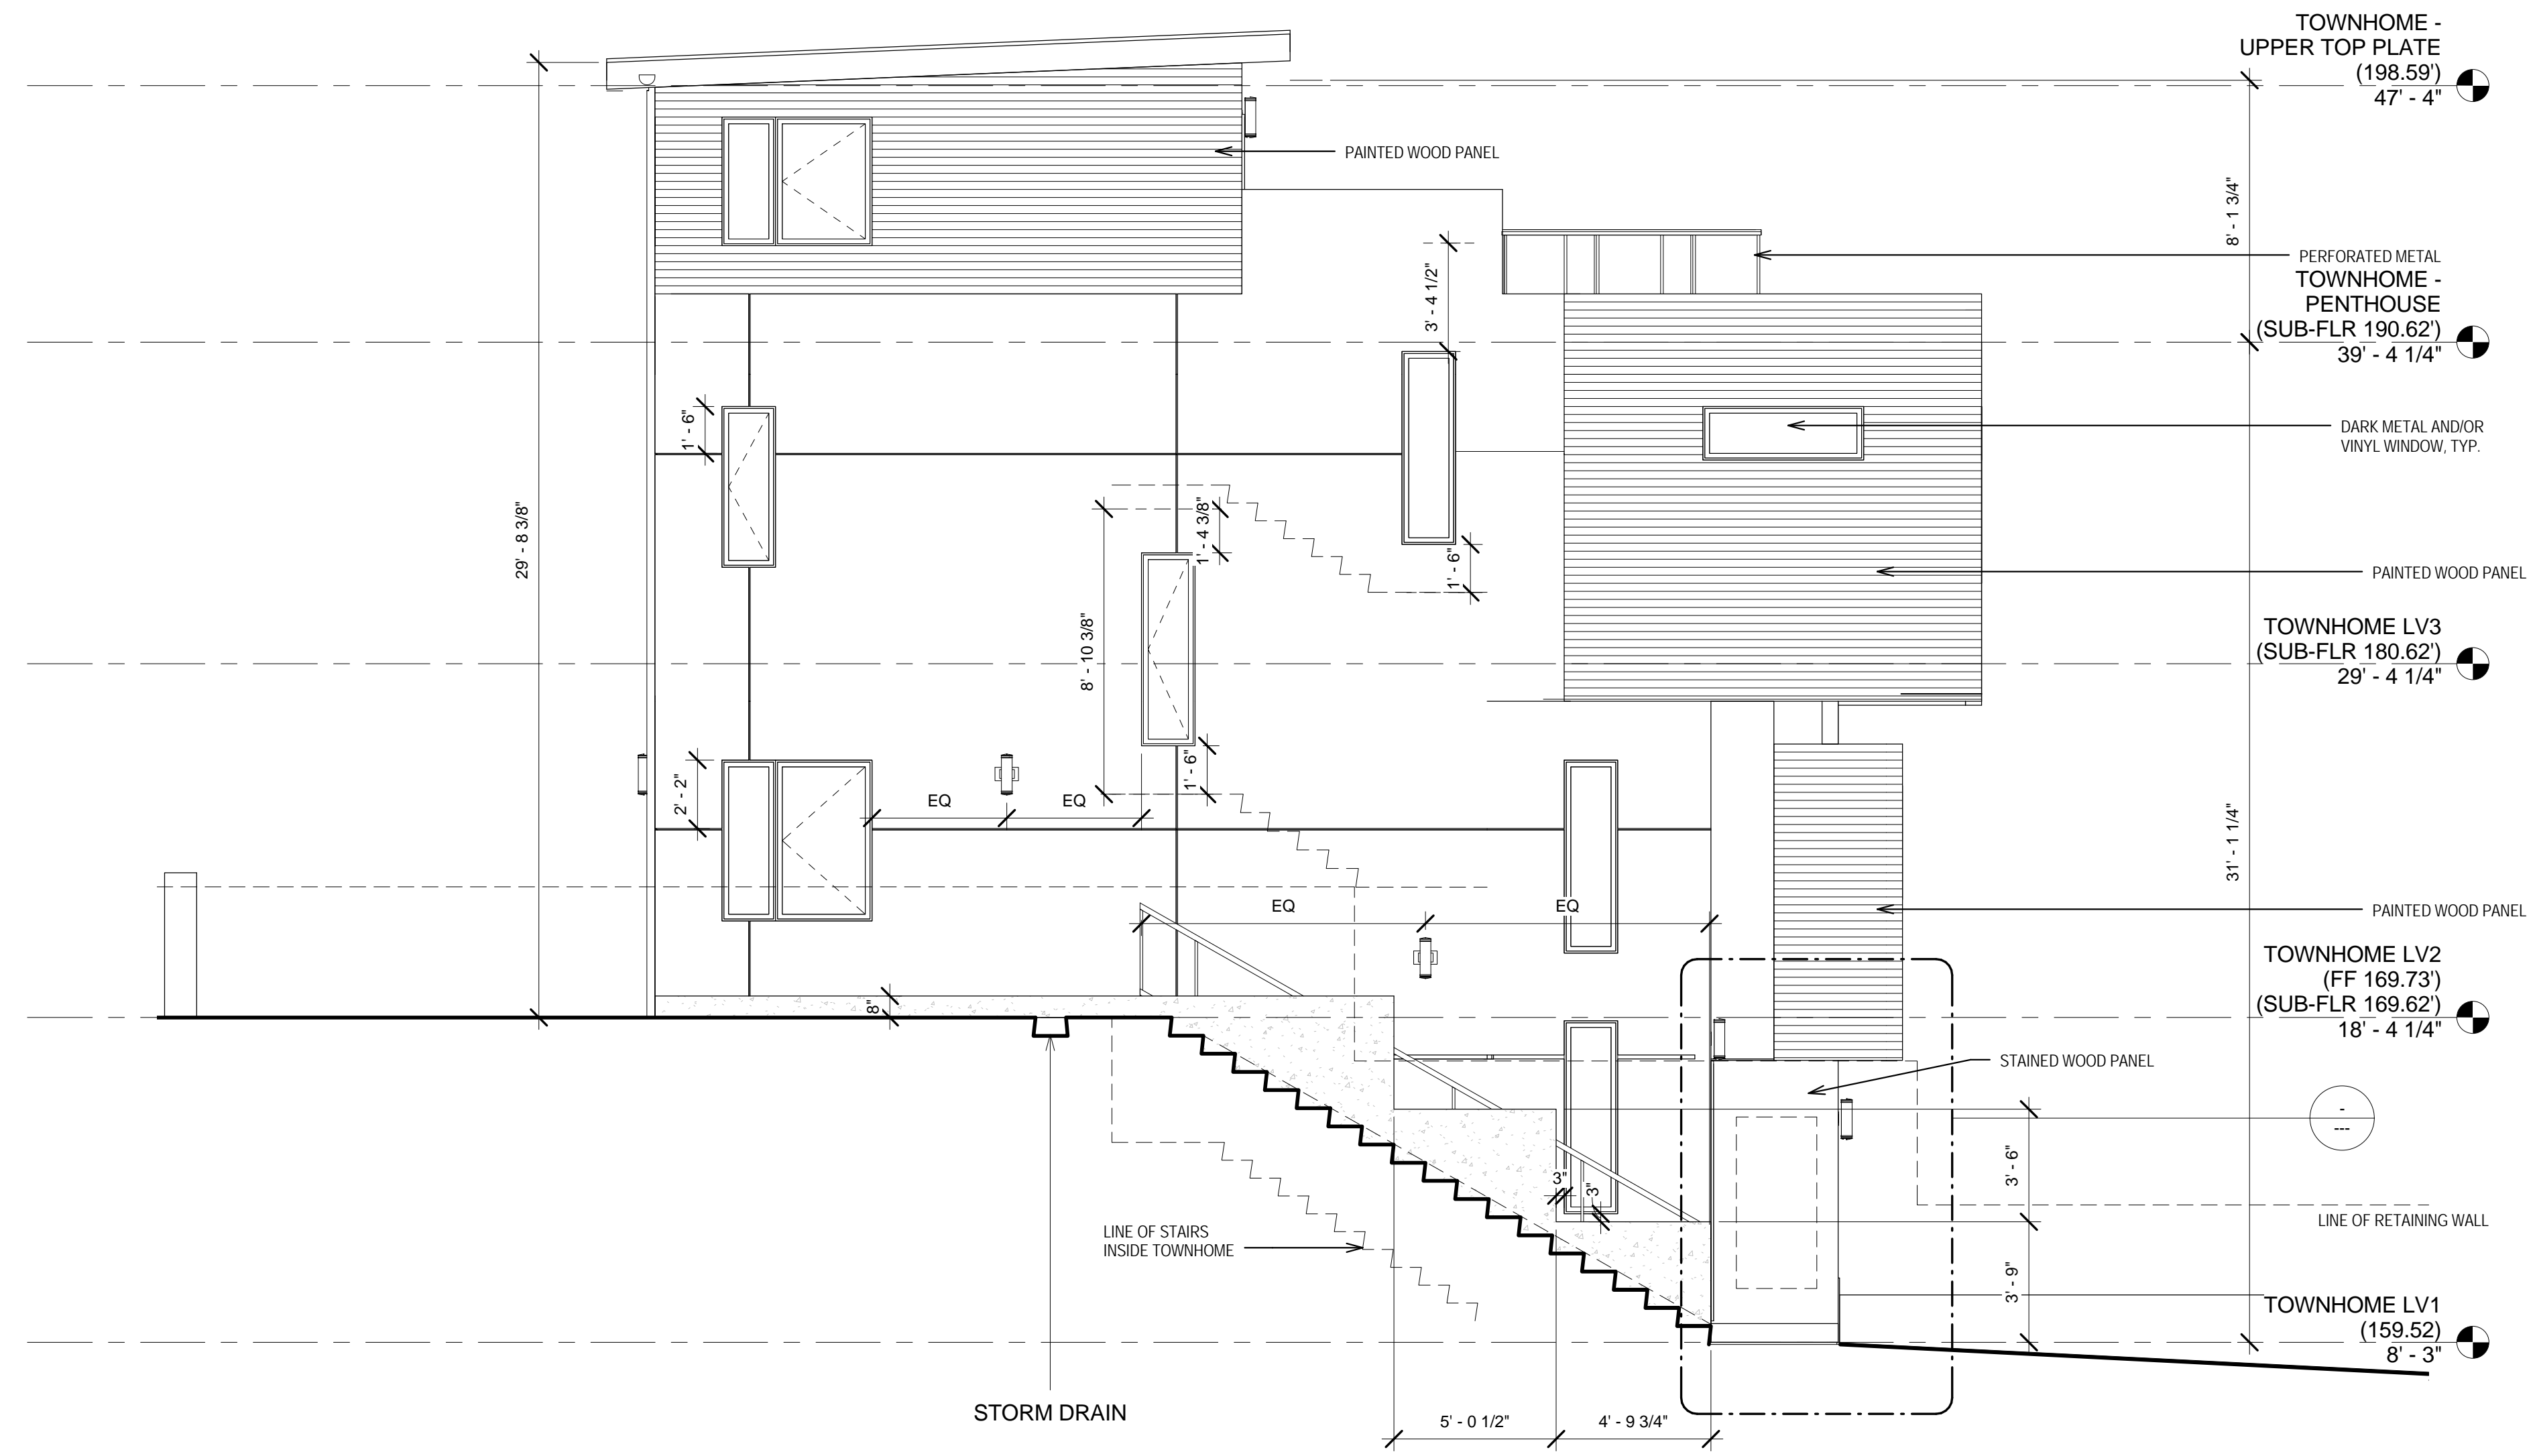 TOWNHOME -
UPPER TOP PLATE
(198.59')
47' - 4"
PAINTED WOOD PANEL
8' - 1 3/4"
PERFORATED METAL
TOWNHOME -
PENTHOUSE
(SUB-FLR 190.62')
39' - 4 1/4"
3' - 4 1/2"
1' - 6"
DARK METAL AND/OR
VINYL WINDOW, TYP.
29' - 8 3/8"
1' - 4 3/8"
1' - 6"
PAINTED WOOD PANEL
8' - 10 3/8"
TOWNHOME LV3
(SUB-FLR 180.62')
29' - 4 1/4"
2' - 2"
EQ
EQ
1' - 6"
31' - 1 1/4"
EQ
EQ
PAINTED WOOD PANEL
TOWNHOME LV2
(FF 169.73')
(SUB-FLR 169.62')
18' - 4 1/4"
8"
STAINED WOOD PANEL
-
---
3' - 6"
3"
3"
LINE OF STAIRS
INSIDE TOWNHOME
LINE OF RETAINING WALL
3' - 9"
TOWNHOME LV1
(159.52)
8' - 3"
STORM DRAIN
5' - 0 1/2"
4' - 9 3/4"